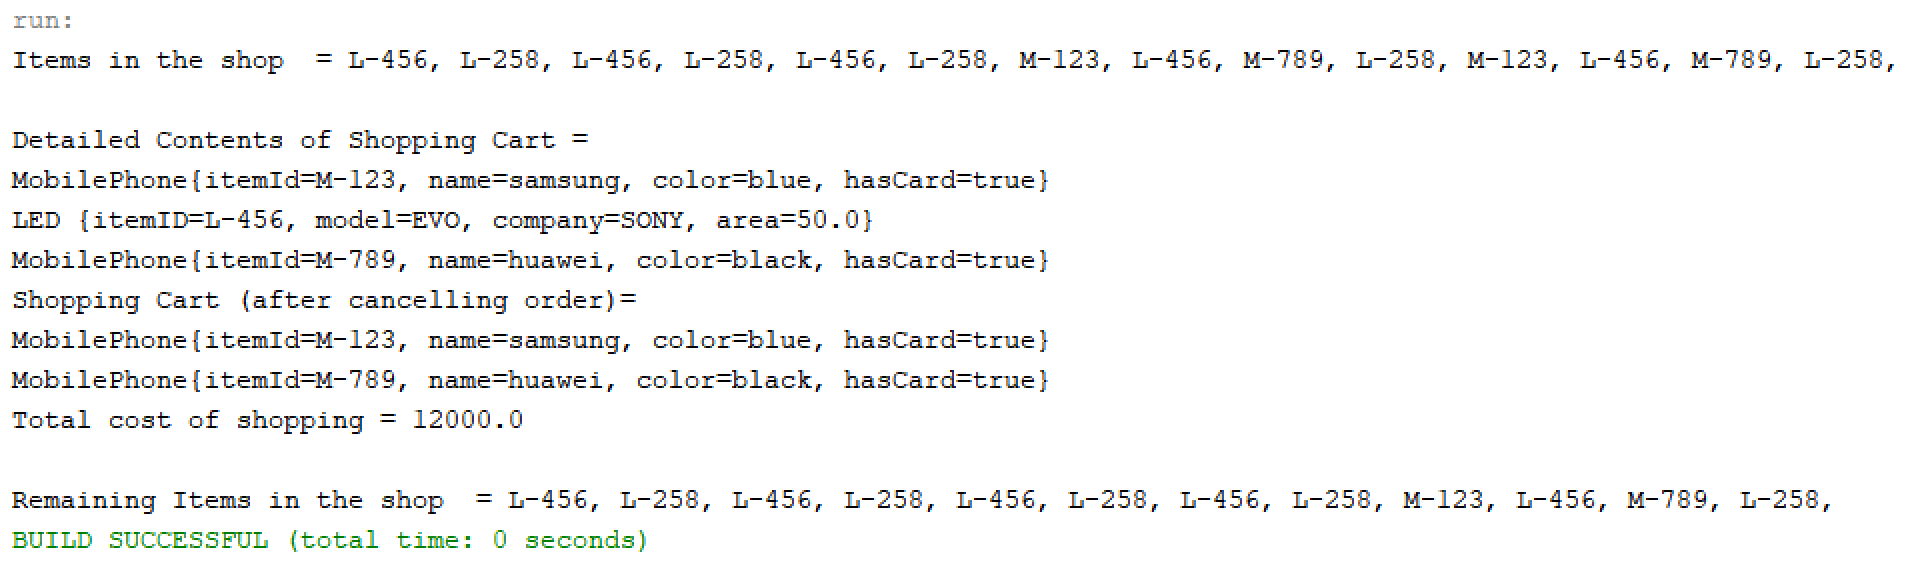 run:
Items in the shop  = L-456, L-258, L-456, L-258, L-456, L-258, M-123, L-456, M-789, L-258, M-123, L-456, M-789, L-258,
Detailed Contents of Shopping Cart =
MobilePhone{itemId=M-123, name=samsung, color=blue, hasCard=true}
LED {itemID=L-456, model=EVO, company=SONY, area=50.0}
MobilePhone{itemId=M-789, name=huawei, color=black, hasCard=true}
Shopping Cart (after cancelling order)=
MobilePhone{itemId=M-123, name=samsung, color=blue, hasCard=true}
MobilePhone{itemId=M-789, name=huawei, color=black, hasCard=true}
Total cost of shopping = 12000.0
Remaining Items in the shop  = L-456, L-258, L-456, L-258, L-456, L-258, L-456, L-258, M-123, L-456, M-789, L-258,
BUILD SUCCESSFUL (total time: 0 seconds)